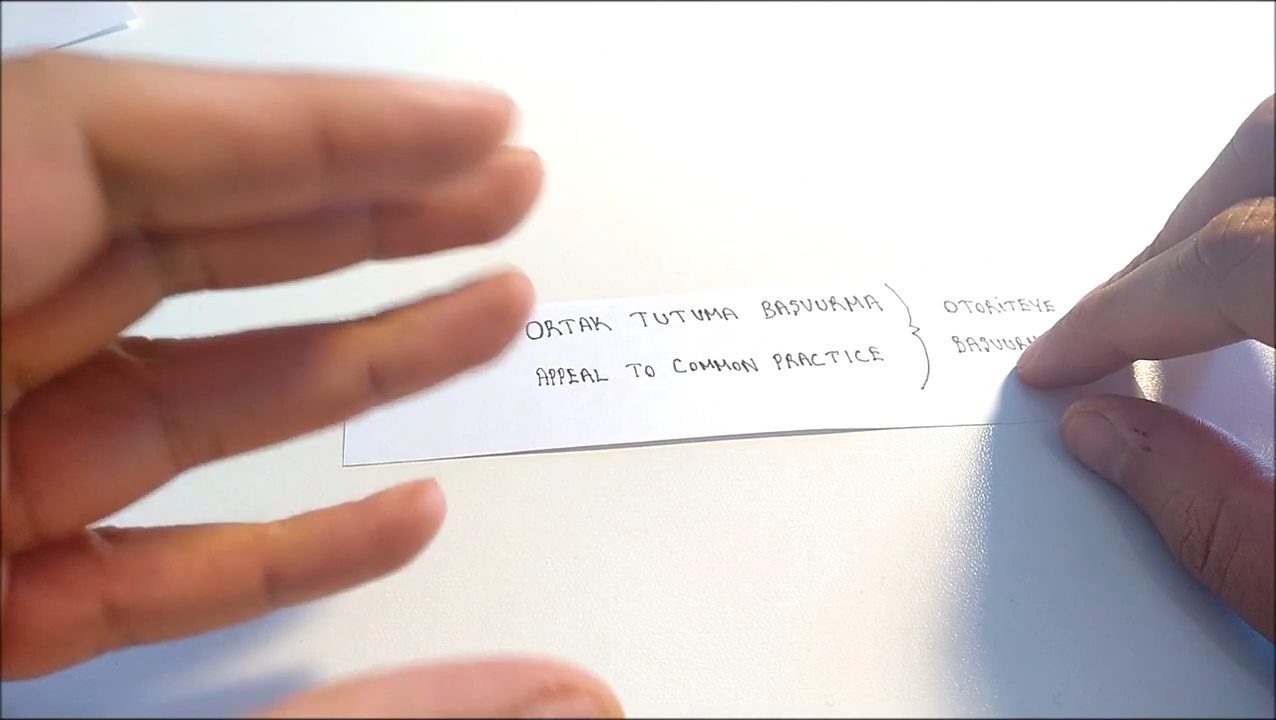 ORTAK TUTUMA BAŞVURMA
APPEAL TO COMMON PRACTICE
OTORİTEYE